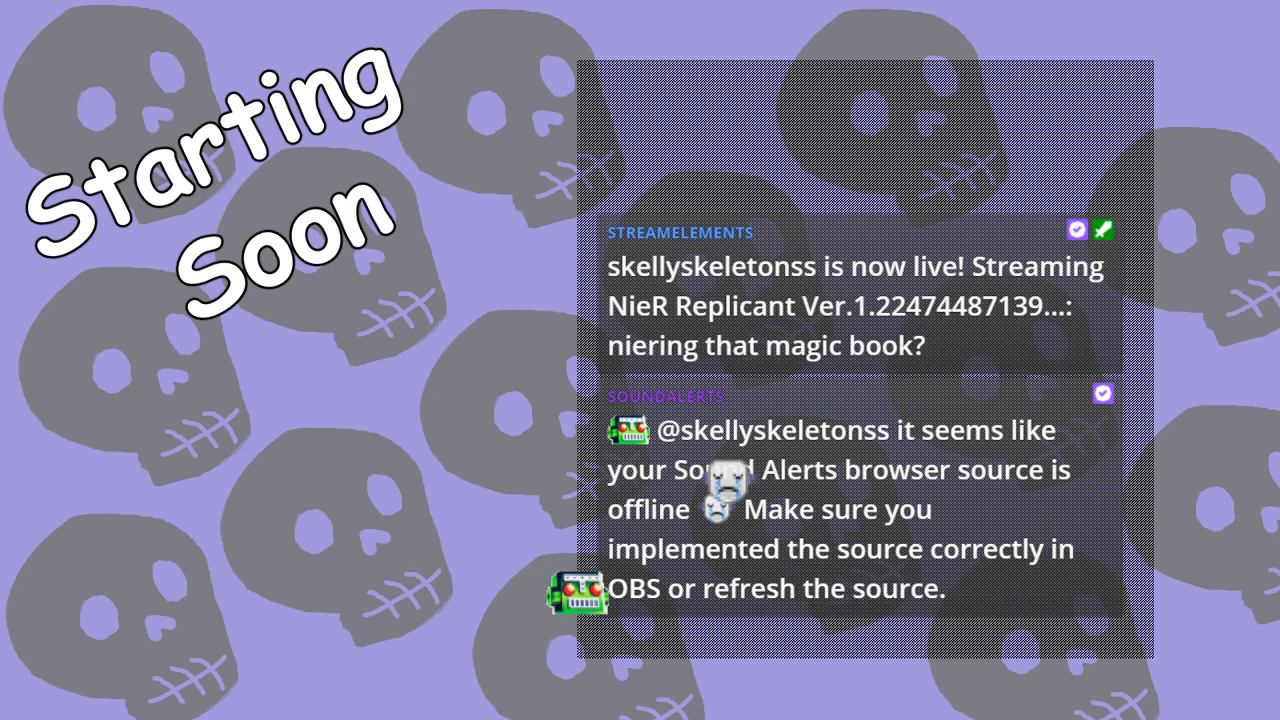 Starting
Soon
STREAMELEMENTS
skellyskeletonss is now live! Streaming
NieR Replicant Ver.1.22474487139...:
niering that magic book?
SOUNDALERTS
@skellyskeletonss it seems like
your Sound Alerts browser source is
offline Make sure you
implemented the source correctly in
OBS or refresh the source.